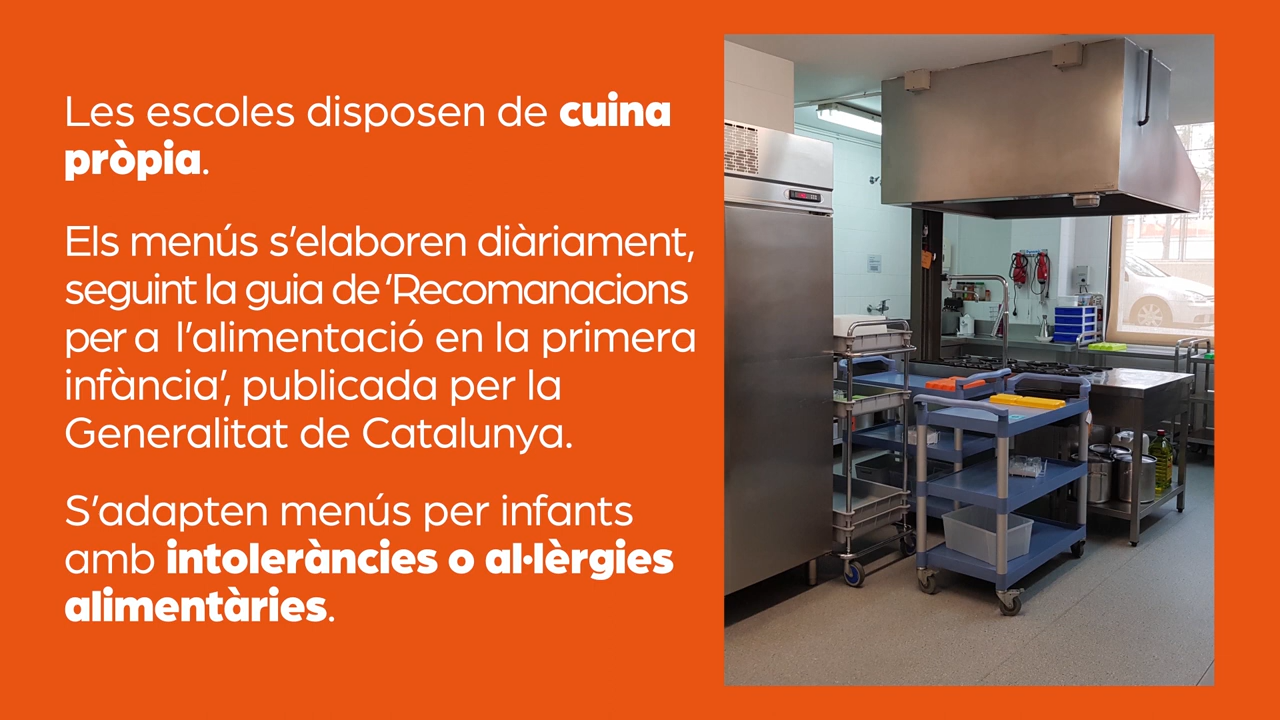 Les escoles disposen de cuina
pròpia.
Els menús s’elaboren diàriament,
seguint la guia de ‘Recomanacions
per a l’alimentació en la primera
infància’, publicada per la
Generalitat de Catalunya.
S’adapten menús per infants
amb intoleràncies o al·lèrgies
alimentàries.